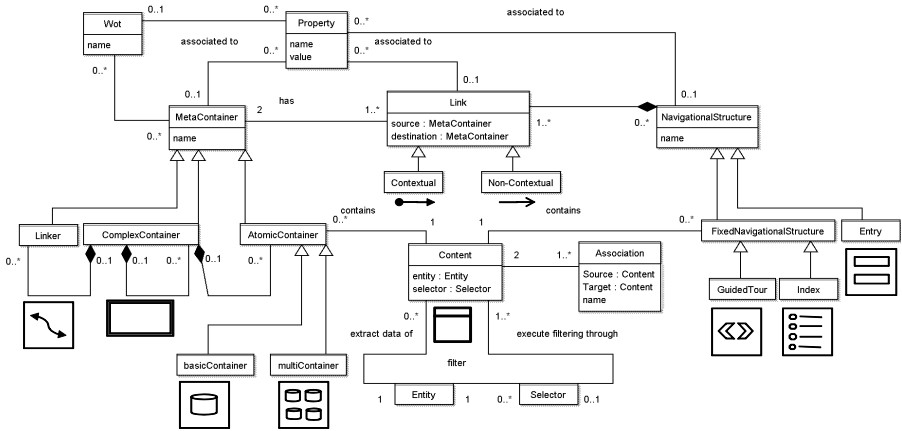 0..1
0..*
associated to
Wot
Property
0..*
name
associated to
name
value
associated to
0..*
0..*
0..*
0..*
0..1
0..1
0..1
Link
has
2
1..*
MetaContainer
NavigationalStructure
source : MetaContainer
destination : MetaContainer
1..*
0..*
0..*
name
name
Contextual
Non-Contextual
contains
contains
0..*
1
1
0..*
Linker
ComplexContainer
AtomicContainer
FixedNavigationalStructure
Entry
0..*
0..1
0..1
0..*
0..1
0..*
Content
2
1..*
Association
entity : Entity
selector : Selector
Source : Content
Target : Content
name
GuidedTour
Index
0..*
1..*
extract data of
execute filtering through
basicContainer
multiContainer
filter
1
Entity
1
0..*
Selector
0..1